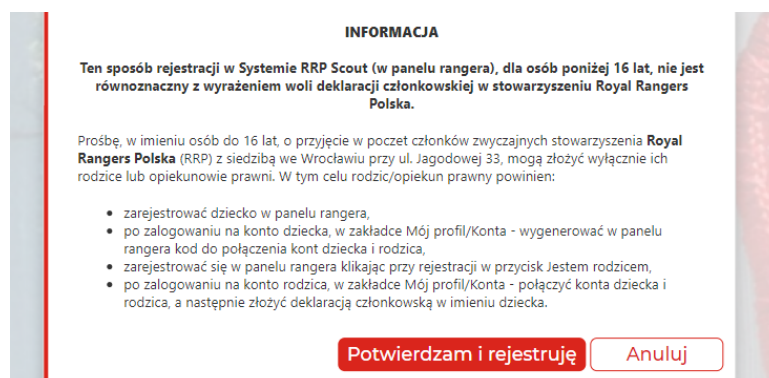 INFORMACJA
Ten sposób rejestracji w Systemie RRP Scout (w panelu rangera), dla osób poniżej 16 lat, nie jest
równoznaczny z wyrażeniem woli deklaracji członkowskiej w stowarzyszeniu Royal Rangers
Polska.
Prośbę, w imieniu osób do 16 lat, o przyjęcie w poczet członków zwyczajnych stowarzyszenia Royal
Rangers Polska (RRP) z siedzibą we Wrocławiu przy ul. Jagodowej 33, mogą złożyć wyłącznie ich
rodzice lub opiekunowie prawni. W tym celu rodzic/opiekun prawny powinien:
• zarejestrować dziecko w panelu rangera,
• po zalogowaniu na konto dziecka, w zakładce Mój profil/Konta - wygenerować w panelu
rangera kod do połączenia kont dziecka i rodzica,
• zarejestrować się w panelu rangera klikając przy rejestracji w przycisk Jestem rodzicem,
• po zalogowaniu na konto rodzica, w zakładce Mój profil/Konta - połączyć konta dziecka i
rodzica, a następnie złożyć deklarację członkowską w imieniu dziecka.
Potwierdzam i rejestruję Anuluj